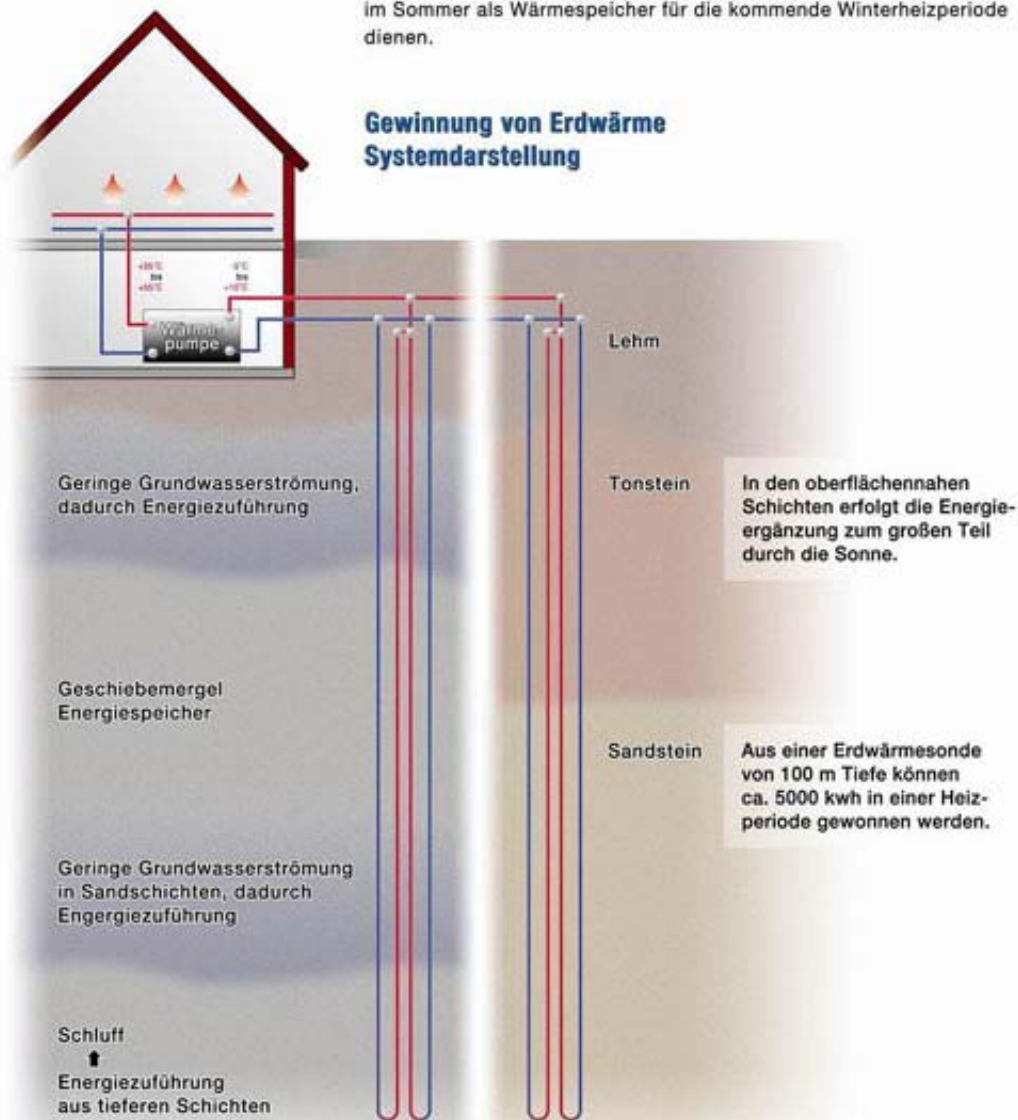 im Sommer als Wärmespeicher für die kommende Winterheizperiode
dienen.
Gewinnung von Erdwärme
Systemdarstellung
bis
bis
Wärme-
pumpe
Lehm
Geringe Grundwasserströmung,
dadurch Energiezuführung
Tonstein
In den oberflächennahen
Schichten erfolgt die Energie-
ergänzung zum großen Teil
durch die Sonne.
Geschiebemergel
Energiespeicher
Sandstein
Aus einer Erdwärmesonde
von 100 m Tiefe können
ca. 5000 kwh in einer Heiz-
periode gewonnen werden.
Geringe Grundwasserströmung
in Sandschichten, dadurch
Engergiezuführung
Schluff
Energiezuführung
aus tieferen Schichten